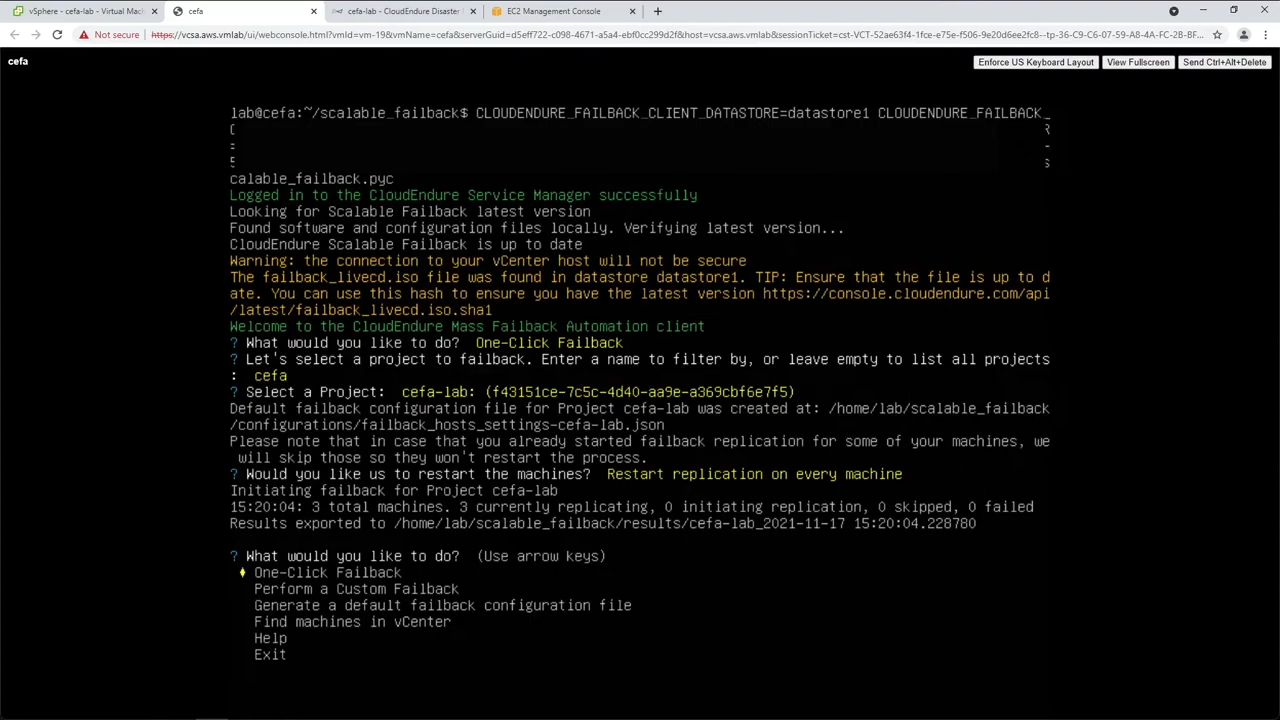 vSphere - cefa-lab - Virtual Mac
cefa
cefa-lab - CloudEndure Disaster
EC2 Management Console
Not secure
https://vcsa.aws.vmlab/ui/webconsole.html?vmId=vm-19&vmName=cefa&serverGuid=d5eff722-c098-4671-a5a4-ebf0cc299d2f&host=vcsa.aws.vmlab&sessionTicket=cst-VCT-52ae63f4-1fce-e75e-f506-9e20d6ee2fc8--tp-36-C9-C6-07-59-A8-4A-FC-2B-BF...
cefa
Enforce US Keyboard Layout
View Fullscreen
Send Ctrl+Alt+Delete
lab@cefa:~/scalable_failback$ CLOUDENDURE_FAILBACK_CLIENT_DATASTORE=datastore1 CLOUDENDURE_FAILBACK_
calable_failback.pyc
Logged in to the CloudEndure Service Manager successfully
Looking for Scalable Failback latest version
Found software and configuration files locally. Verifying latest version...
CloudEndure Scalable Failback is up to date
Warning: the connection to your vCenter host will not be secure
The failback_livecd.iso file was found in datastore datastore1. TIP: Ensure that the file is up to d
ate. You can use this hash to ensure you have the latest version https://console.cloudendure.com/api
/latest/failback_livecd.iso.sha1
Welcome to the CloudEndure Mass Failback Automation client
? What would you like to do?  One-Click Failback
? Let's select a project to failback. Enter a name to filter by, or leave empty to list all projects
:  cefa
? Select a Project:  cefa-lab: (f43151ce-7c5c-4d40-aa9e-a369cbf6e7f5)
Default failback configuration file for Project cefa-lab was created at: /home/lab/scalable_failback
/configurations/failback_hosts_settings-cefa-lab.json
Please note that in case that you already started failback replication for some of your machines, we
will skip those so they won't restart the process.
? Would you like us to restart the machines?  Restart replication on every machine
Initiating failback for Project cefa-lab
15:20:04: 3 total machines. 3 currently replicating, 0 initiating replication, 0 skipped, 0 failed
Results exported to /home/lab/scalable_failback/results/cefa-lab_2021-11-17 15:20:04.228780
? What would you like to do?  (Use arrow keys)
One-Click Failback
Perform a Custom Failback
Generate a default failback configuration file
Find machines in vCenter
Help
Exit